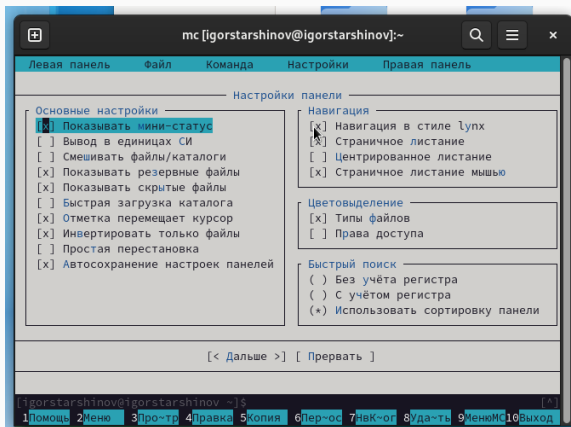 mc [igorstarshinov@igorstarshinov]:~
Левая панель Файл Команда Настройки Правая панель
Настройки панели
Основные настройки
[x] Показывать мини-статус
[ ] Вывод в единицах СИ
[ ] Смешивать файлы/каталоги
[x] Показывать резервные файлы
[x] Показывать скрытые файлы
[ ] Быстрая загрузка каталога
[x] Отметка перемещает курсор
[x] Инвертировать только файлы
[ ] Простая перестановка
[x] Автосохранение настроек панелей
Навигация
[x] Навигация в стиле lynx
[x] Страничное листание
[ ] Центрированное листание
[x] Страничное листание мышью
Цветовыделение
[x] Типы файлов
[ ] Права доступа
Быстрый поиск
( ) Без учёта регистра
( ) С учётом регистра
(*) Использовать сортировку панели
[< Дальше >] [ Прервать ]
[igorstarshinov@igorstarshinov ~]$ [^]
1Помощь 2Меню 3Про~тр 4Правка 5Копия 6Пер~ос 7НвК~ог 8Уда~ть 9МенюMC 10Выход